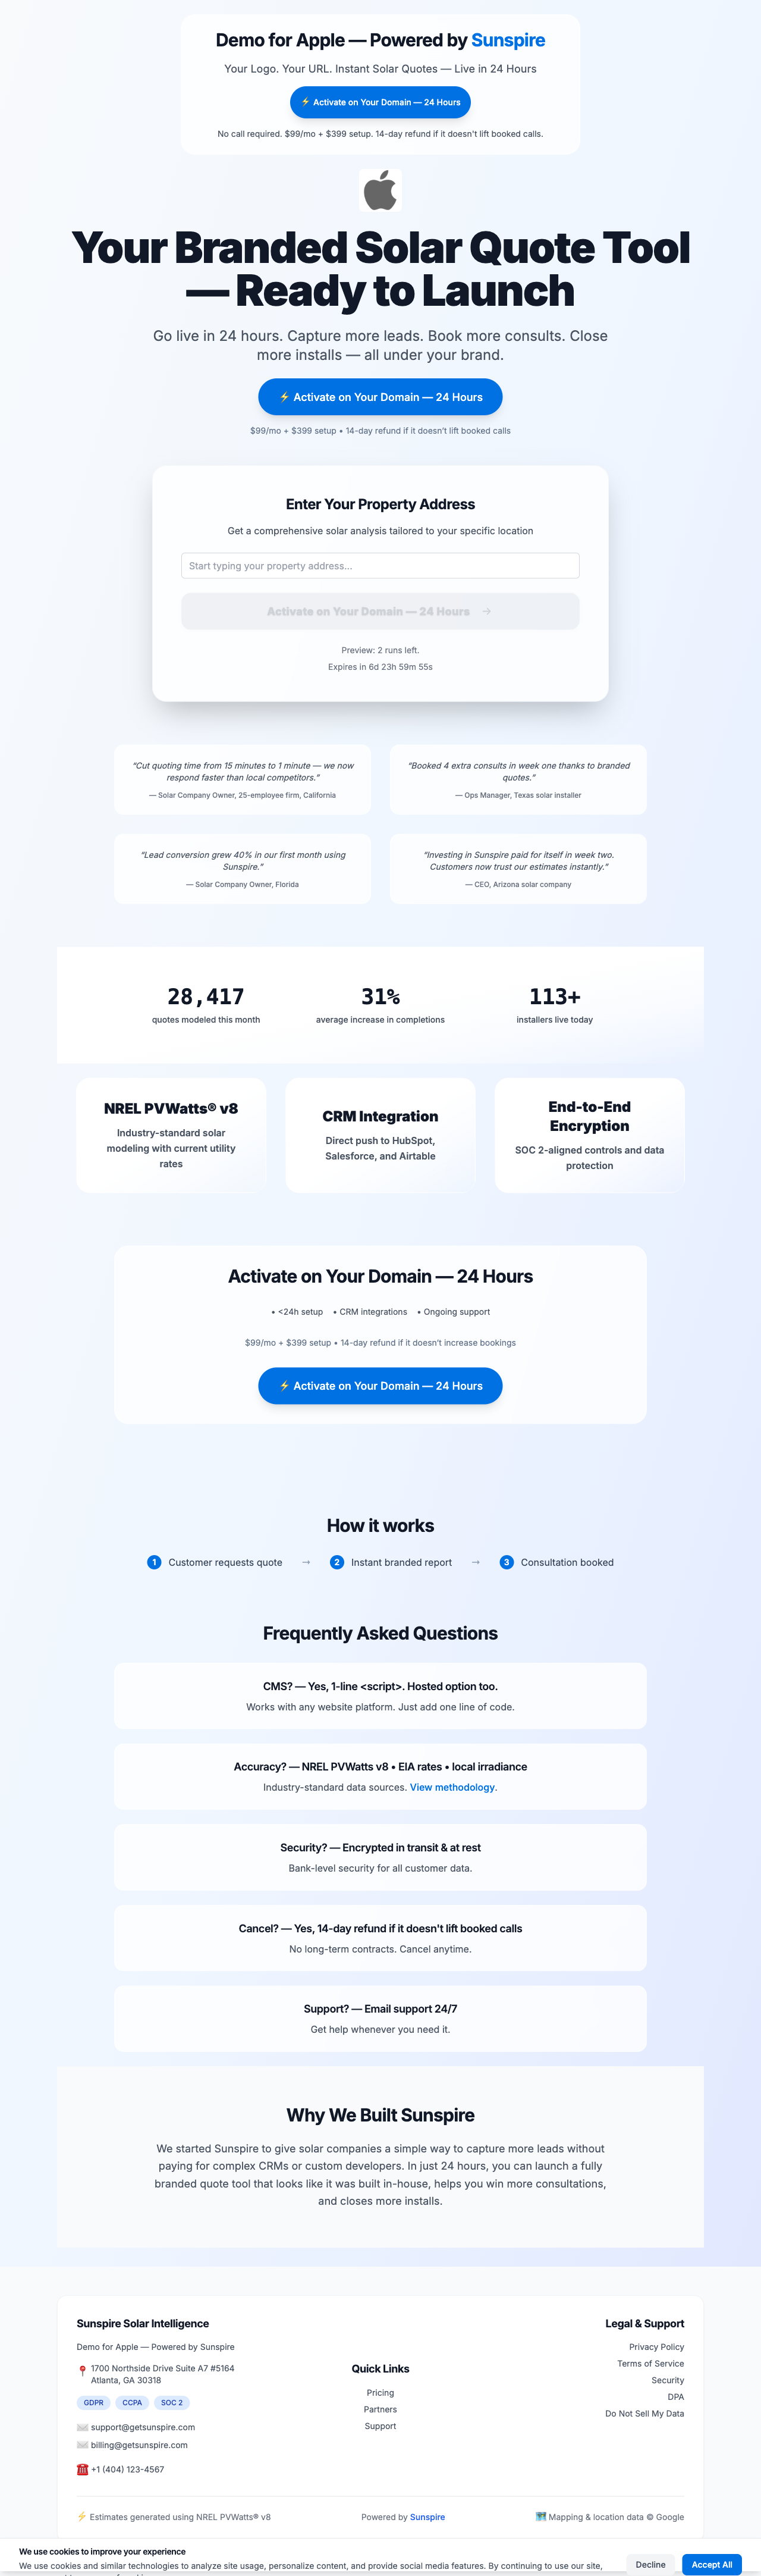 Demo for Apple — Powered by Sunspire
Your Logo. Your URL. Instant Solar Quotes — Live in 24 Hours
⚡ Activate on Your Domain — 24 Hours
No call required. $99/mo + $399 setup. 14-day refund if it doesn't lift booked calls.
Your Branded Solar Quote Tool
— Ready to Launch
Go live in 24 hours. Capture more leads. Book more consults. Close
more installs — all under your brand.
⚡ Activate on Your Domain — 24 Hours
$99/mo + $399 setup • 14-day refund if it doesn't lift booked calls
Enter Your Property Address
Get a comprehensive solar analysis tailored to your specific location
Start typing your property address...
Activate on Your Domain — 24 Hours →
Preview: 2 runs left.
Expires in 6d 23h 59m 55s
“Cut quoting time from 15 minutes to 1 minute — we now
respond faster than local competitors.”
— Solar Company Owner, 25-employee firm, California
“Booked 4 extra consults in week one thanks to branded
quotes.”
— Ops Manager, Texas solar installer
“Lead conversion grew 40% in our first month using
Sunspire.”
— Solar Company Owner, Florida
“Investing in Sunspire paid for itself in week two.
Customers now trust our estimates instantly.”
— CEO, Arizona solar company
28,417
quotes modeled this month
31%
average increase in completions
113+
installers live today
NREL PVWatts® v8
Industry-standard solar
modeling with current utility
rates
CRM Integration
Direct push to HubSpot,
Salesforce, and Airtable
End-to-End
Encryption
SOC 2-aligned controls and data
protection
Activate on Your Domain — 24 Hours
• <24h setup • CRM integrations • Ongoing support
$99/mo + $399 setup • 14-day refund if it doesn't increase bookings
⚡ Activate on Your Domain — 24 Hours
How it works
1 Customer requests quote → 2 Instant branded report → 3 Consultation booked
Frequently Asked Questions
CMS? — Yes, 1-line <script>. Hosted option too.
Works with any website platform. Just add one line of code.
Accuracy? — NREL PVWatts v8 • EIA rates • local irradiance
Industry-standard data sources. View methodology.
Security? — Encrypted in transit & at rest
Bank-level security for all customer data.
Cancel? — Yes, 14-day refund if it doesn't lift booked calls
No long-term contracts. Cancel anytime.
Support? — Email support 24/7
Get help whenever you need it.
Why We Built Sunspire
We started Sunspire to give solar companies a simple way to capture more leads without
paying for complex CRMs or custom developers. In just 24 hours, you can launch a fully
branded quote tool that looks like it was built in-house, helps you win more consultations,
and closes more installs.
Sunspire Solar Intelligence
Demo for Apple — Powered by Sunspire
1700 Northside Drive Suite A7 #5164
Atlanta, GA 30318
GDPR CCPA SOC 2
support@getsunspire.com
billing@getsunspire.com
+1 (404) 123-4567
Quick Links
Pricing
Partners
Support
Legal & Support
Privacy Policy
Terms of Service
Security
DPA
Do Not Sell My Data
⚡ Estimates generated using NREL PVWatts® v8
Powered by Sunspire
Mapping & location data © Google
We use cookies to improve your experience
We use cookies and similar technologies to analyze site usage, personalize content, and provide social media features. By continuing to use our site,
Decline
Accept All